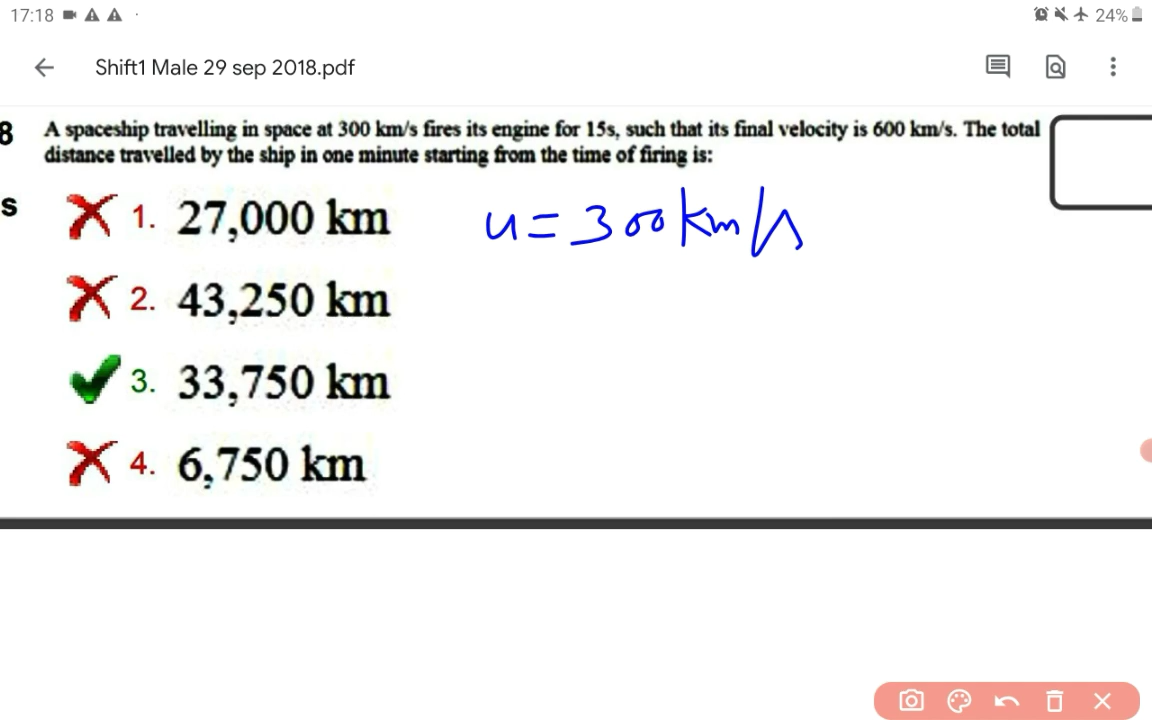 17:18 24%
Shift1 Male 29 sep 2018.pdf
8 A spaceship travelling in space at 300 km/s fires its engine for 15s, such that its final velocity is 600 km/s. The total
distance travelled by the ship in one minute starting from the time of firing is:
s
1. 27,000 km
u = 300 km/s
2. 43,250 km
3. 33,750 km
4. 6,750 km